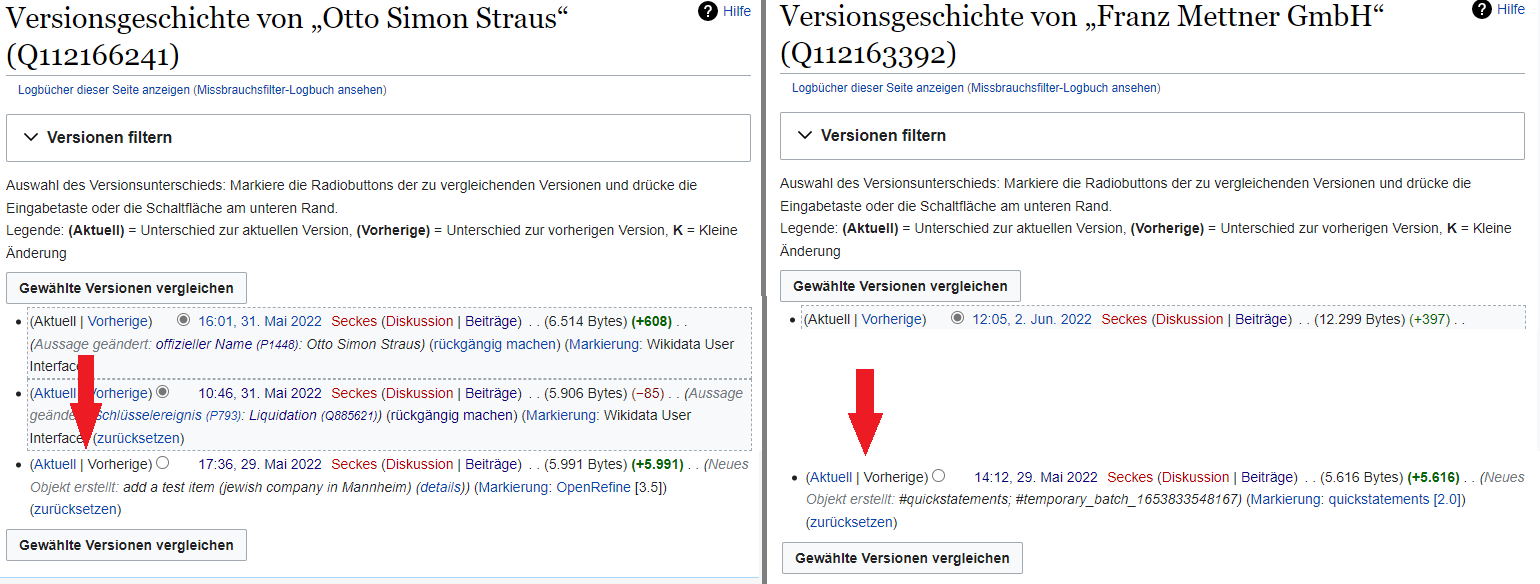 Versionsgeschichte von „Otto Simon Straus“
(Q112166241)
? Hilfe
Logbücher dieser Seite anzeigen (Missbrauchsfilter-Logbuch ansehen)
Versionen filtern
Auswahl des Versionsunterschieds: Markiere die Radiobuttons der zu vergleichenden Versionen und drücke die
Eingabetaste oder die Schaltfläche am unteren Rand.
Legende: (Aktuell) = Unterschied zur aktuellen Version, (Vorherige) = Unterschied zur vorherigen Version, K = Kleine
Änderung
Gewählte Versionen vergleichen
(Aktuell | Vorherige) 16:01, 31. Mai 2022 Seckes (Diskussion | Beiträge) . . (6.514 Bytes) (+608) . .
(Aussage geändert: offizieller Name (P1448): Otto Simon Straus) (rückgängig machen) (Markierung: Wikidata User
Interface
(Aktuell Vorherige) 10:46, 31. Mai 2022 Seckes (Diskussion | Beiträge) . . (5.906 Bytes) (−85) . . (Aussage
Schlüsselereignis (P793): Liquidation (Q885621)) (rückgängig machen) (Markierung: Wikidata User
Interface (zurücksetzen)
(Aktuell | Vorherige) 17:36, 29. Mai 2022 Seckes (Diskussion | Beiträge) . . (5.991 Bytes) (+5.991) . . (Neues
Objekt erstellt: add a test item (jewish company in Mannheim) (details)) (Markierung: OpenRefine [3.5])
(zurücksetzen)
Gewählte Versionen vergleichen
Versionsgeschichte von „Franz Mettner GmbH“
(Q112163392)
? Hilfe
Logbücher dieser Seite anzeigen (Missbrauchsfilter-Logbuch ansehen)
Versionen filtern
Auswahl des Versionsunterschieds: Markiere die Radiobuttons der zu vergleichenden Versionen und drücke die
Eingabetaste oder die Schaltfläche am unteren Rand.
Legende: (Aktuell) = Unterschied zur aktuellen Version, (Vorherige) = Unterschied zur vorherigen Version, K = Kleine
Änderung
Gewählte Versionen vergleichen
(Aktuell | Vorherige) 12:05, 2. Jun. 2022 Seckes (Diskussion | Beiträge) . . (12.299 Bytes) (+397) . .
(Aktuell | Vorherige) 14:12, 29. Mai 2022 Seckes (Diskussion | Beiträge) . . (5.616 Bytes) (+5.616) . . (Neues
Objekt erstellt: #quickstatements; #temporary_batch_1653833548167) (Markierung: quickstatements [2.0])
(zurücksetzen)
Gewählte Versionen vergleichen